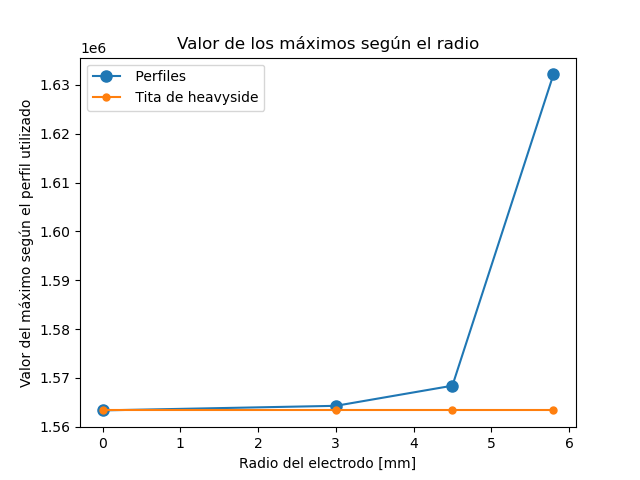 Valor de los máximos según el radio
1e6
Perfiles
Tita de heavyside
Valor del máximo según el perfil utilizado
1.63
1.62
1.61
1.60
1.59
1.58
1.57
1.56
0 1 2 3 4 5 6
Radio del electrodo [mm]